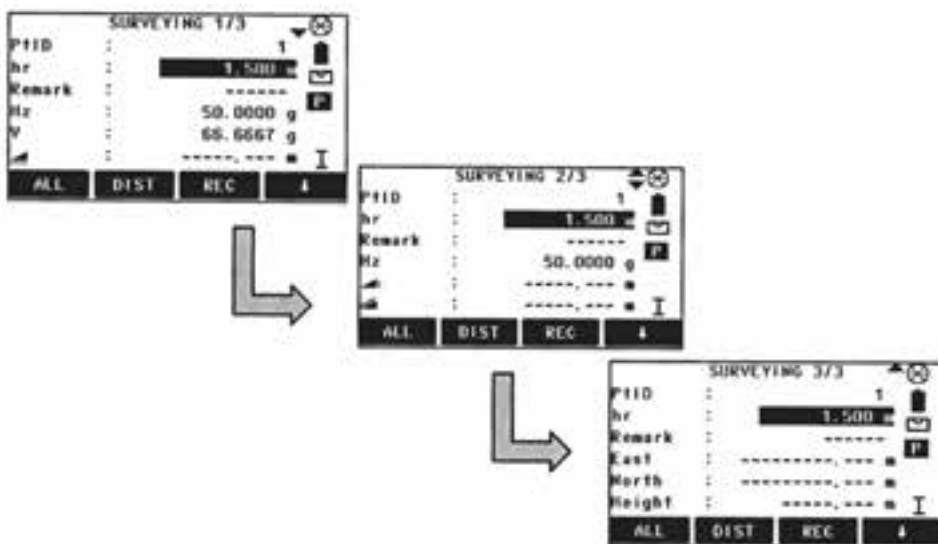 SURVEYING 1/3
PtID : 1
hr : 1.500 m
Remark : ------
Hz : 50.0000 g
V : 66.6667 g
: -----.--- m
ALL DIST REC ↓
SURVEYING 2/3
PtID : 1
hr : 1.500 m
Remark : ------
Hz : 50.0000 g
: -----.--- m
: -----.--- m
ALL DIST REC ↓
SURVEYING 3/3
PtID : 1
hr : 1.500 m
Remark : ------
East : ---------.--- m
North : ---------.--- m
Height : -----.--- m
ALL DIST REC ↓